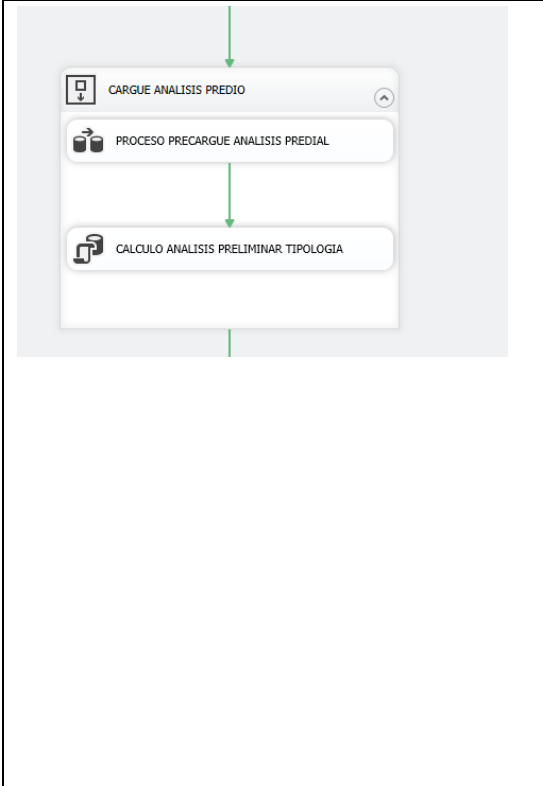 CARGUE ANALISIS PREDIO
PROCESO PRECARGUE ANALISIS PREDIAL
CALCULO ANALISIS PRELIMINAR TIPOLOGIA